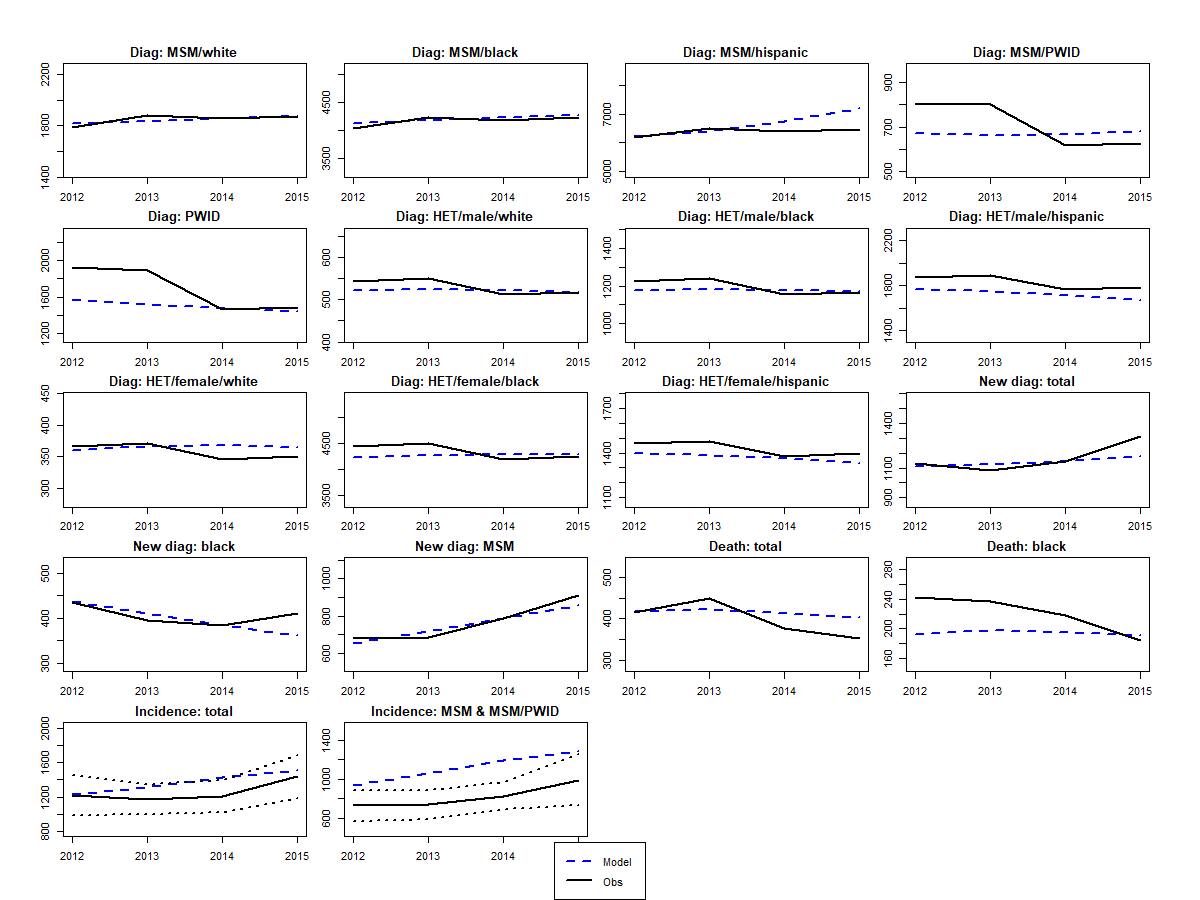 Diag: MSM/white Diag: MSM/black Diag: MSM/hispanic Diag: MSM/PWID
2200 1800 1400 4500 3500 7000 5000 900 700 500
2012 2013 2014 2015 2012 2013 2014 2015 2012 2013 2014 2015 2012 2013 2014 2015
Diag: PWID Diag: HET/male/white Diag: HET/male/black Diag: HET/male/hispanic
2000 1600 1200 600 500 400 1400 1200 1000 2200 1800 1400
2012 2013 2014 2015 2012 2013 2014 2015 2012 2013 2014 2015 2012 2013 2014 2015
Diag: HET/female/white Diag: HET/female/black Diag: HET/female/hispanic New diag: total
450 400 350 300 4500 3500 1700 1400 1100 1400 1100 900
2012 2013 2014 2015 2012 2013 2014 2015 2012 2013 2014 2015 2012 2013 2014 2015
New diag: black New diag: MSM Death: total Death: black
500 400 300 1000 800 600 500 400 300 280 240 200 160
2012 2013 2014 2015 2012 2013 2014 2015 2012 2013 2014 2015 2012 2013 2014 2015
Incidence: total Incidence: MSM & MSM/PWID
2000 1600 1200 800 1400 1000 600
2012 2013 2014 2015 2012 2013 2014
Model
Obs